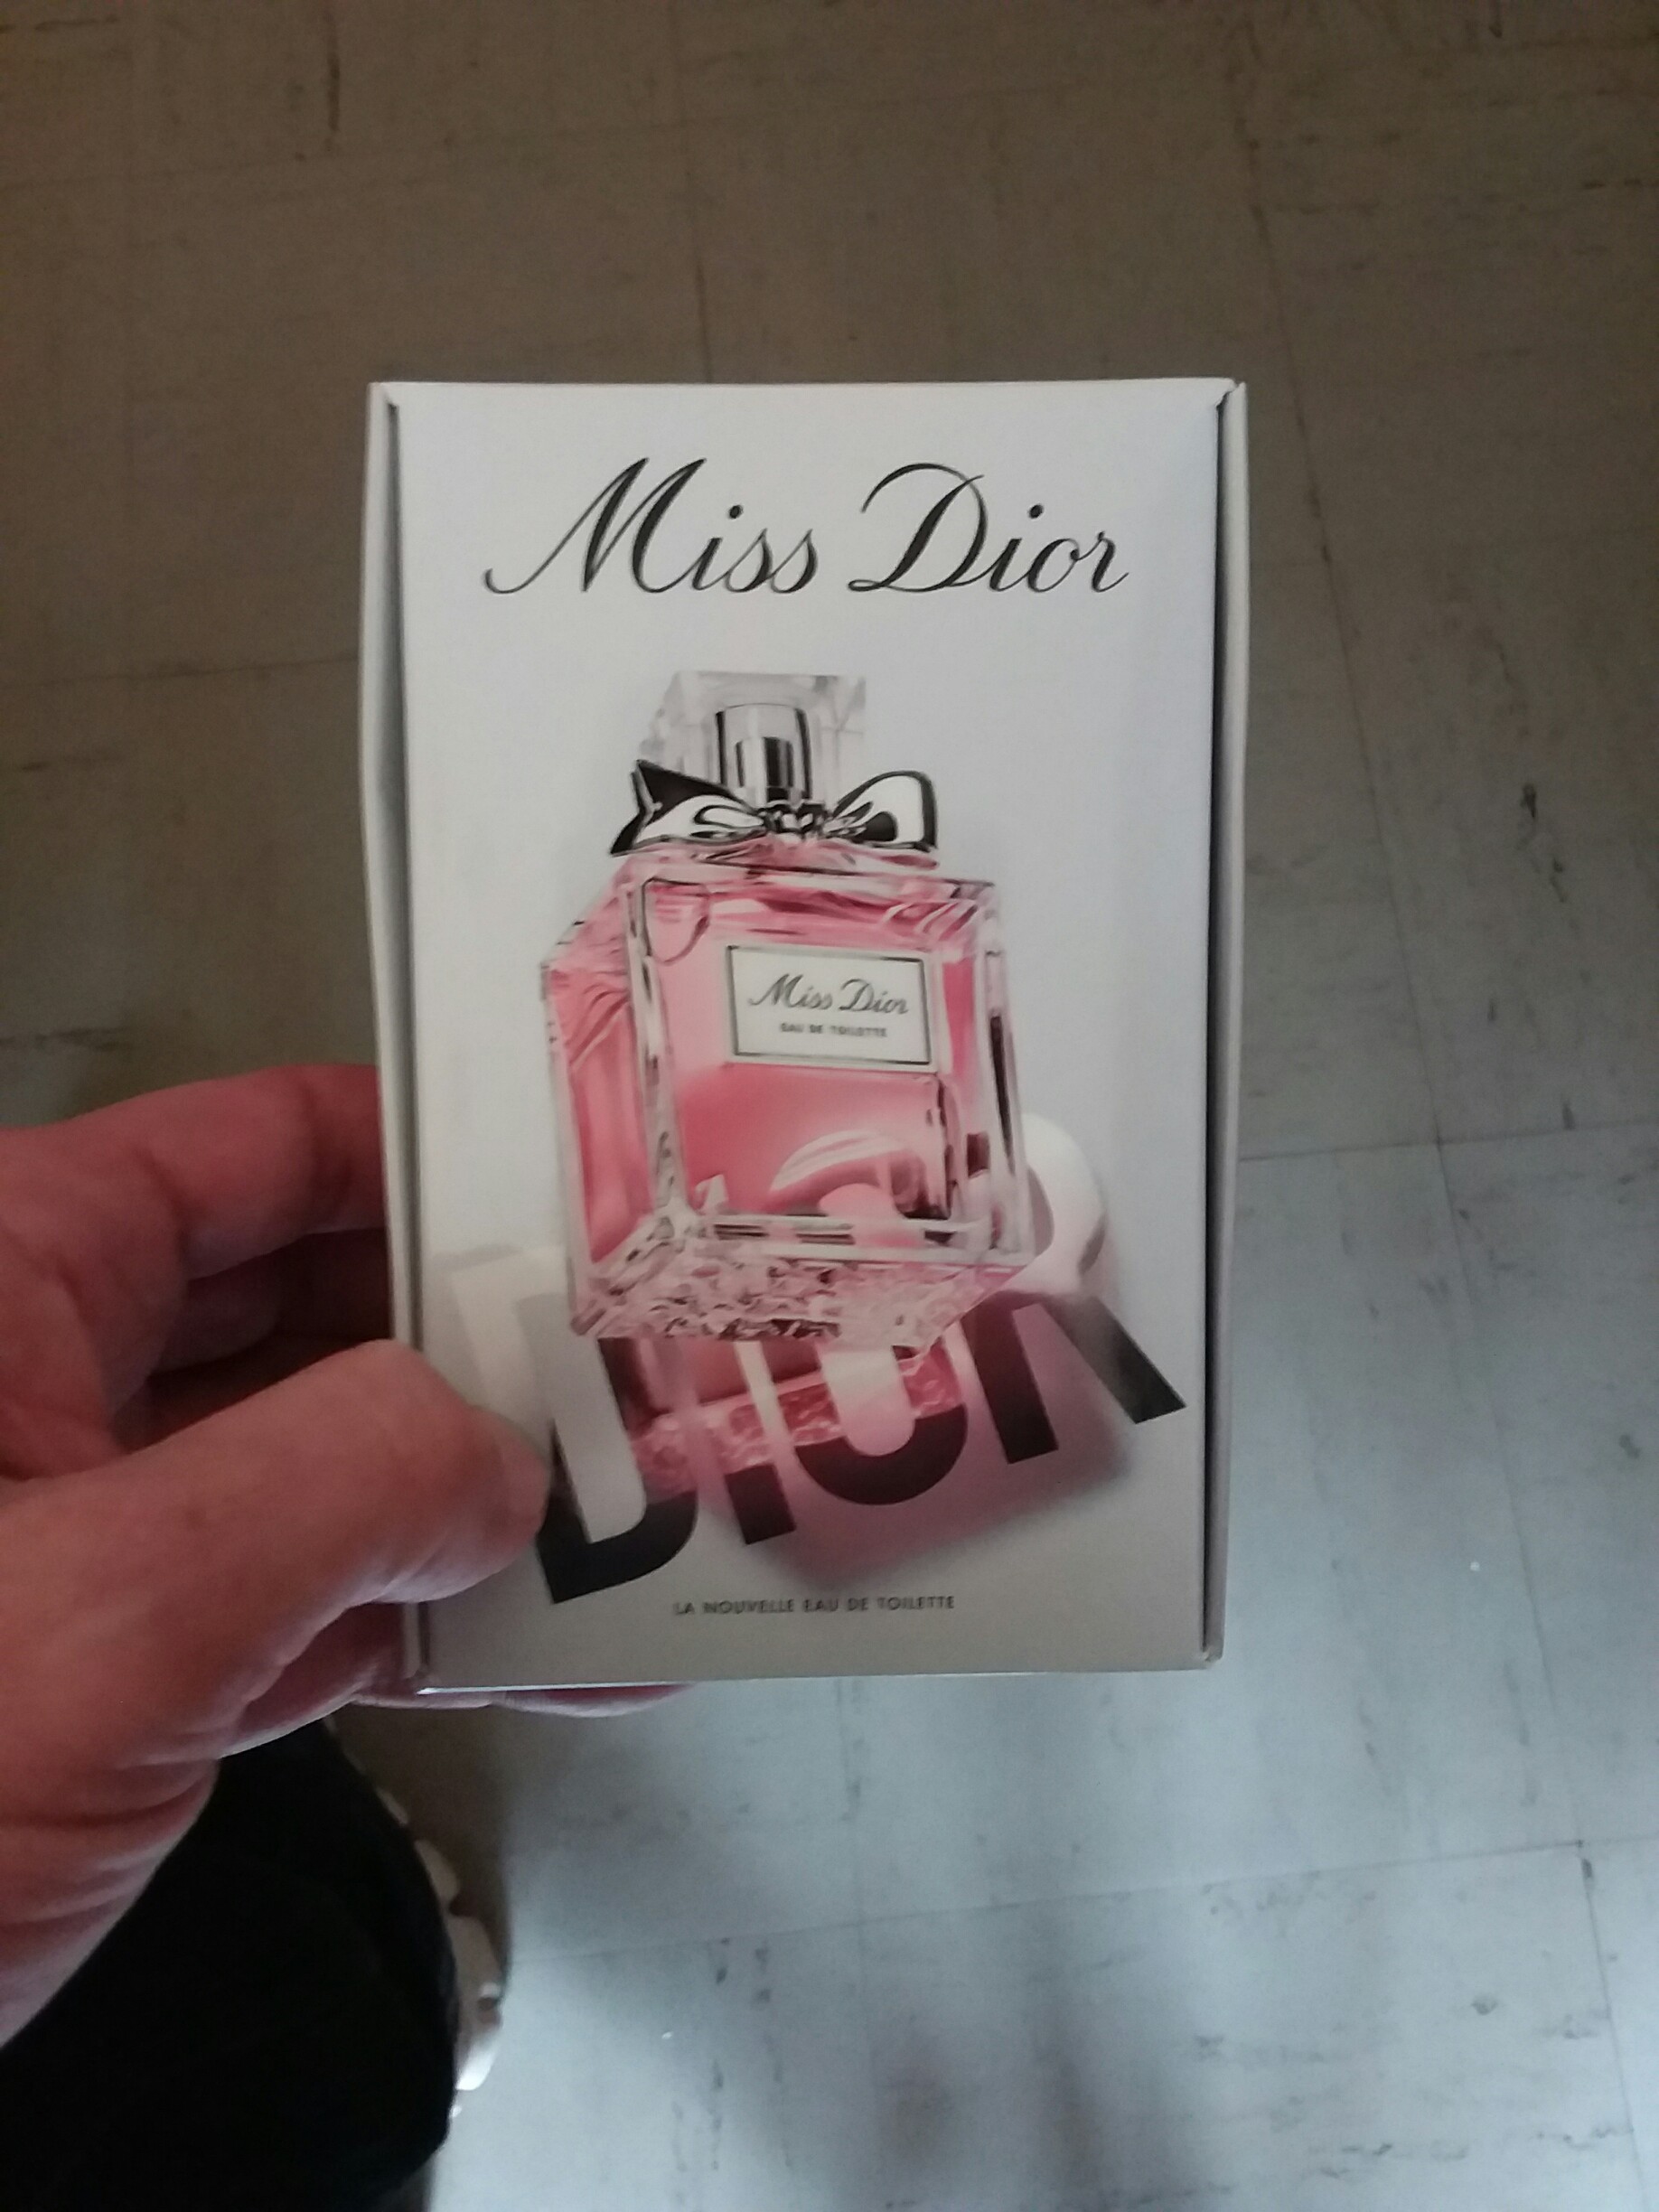 Miss Dior
Miss Dior
EAU DE TOILETTE
DIOR
LA NOUVELLE EAU DE TOILETTE